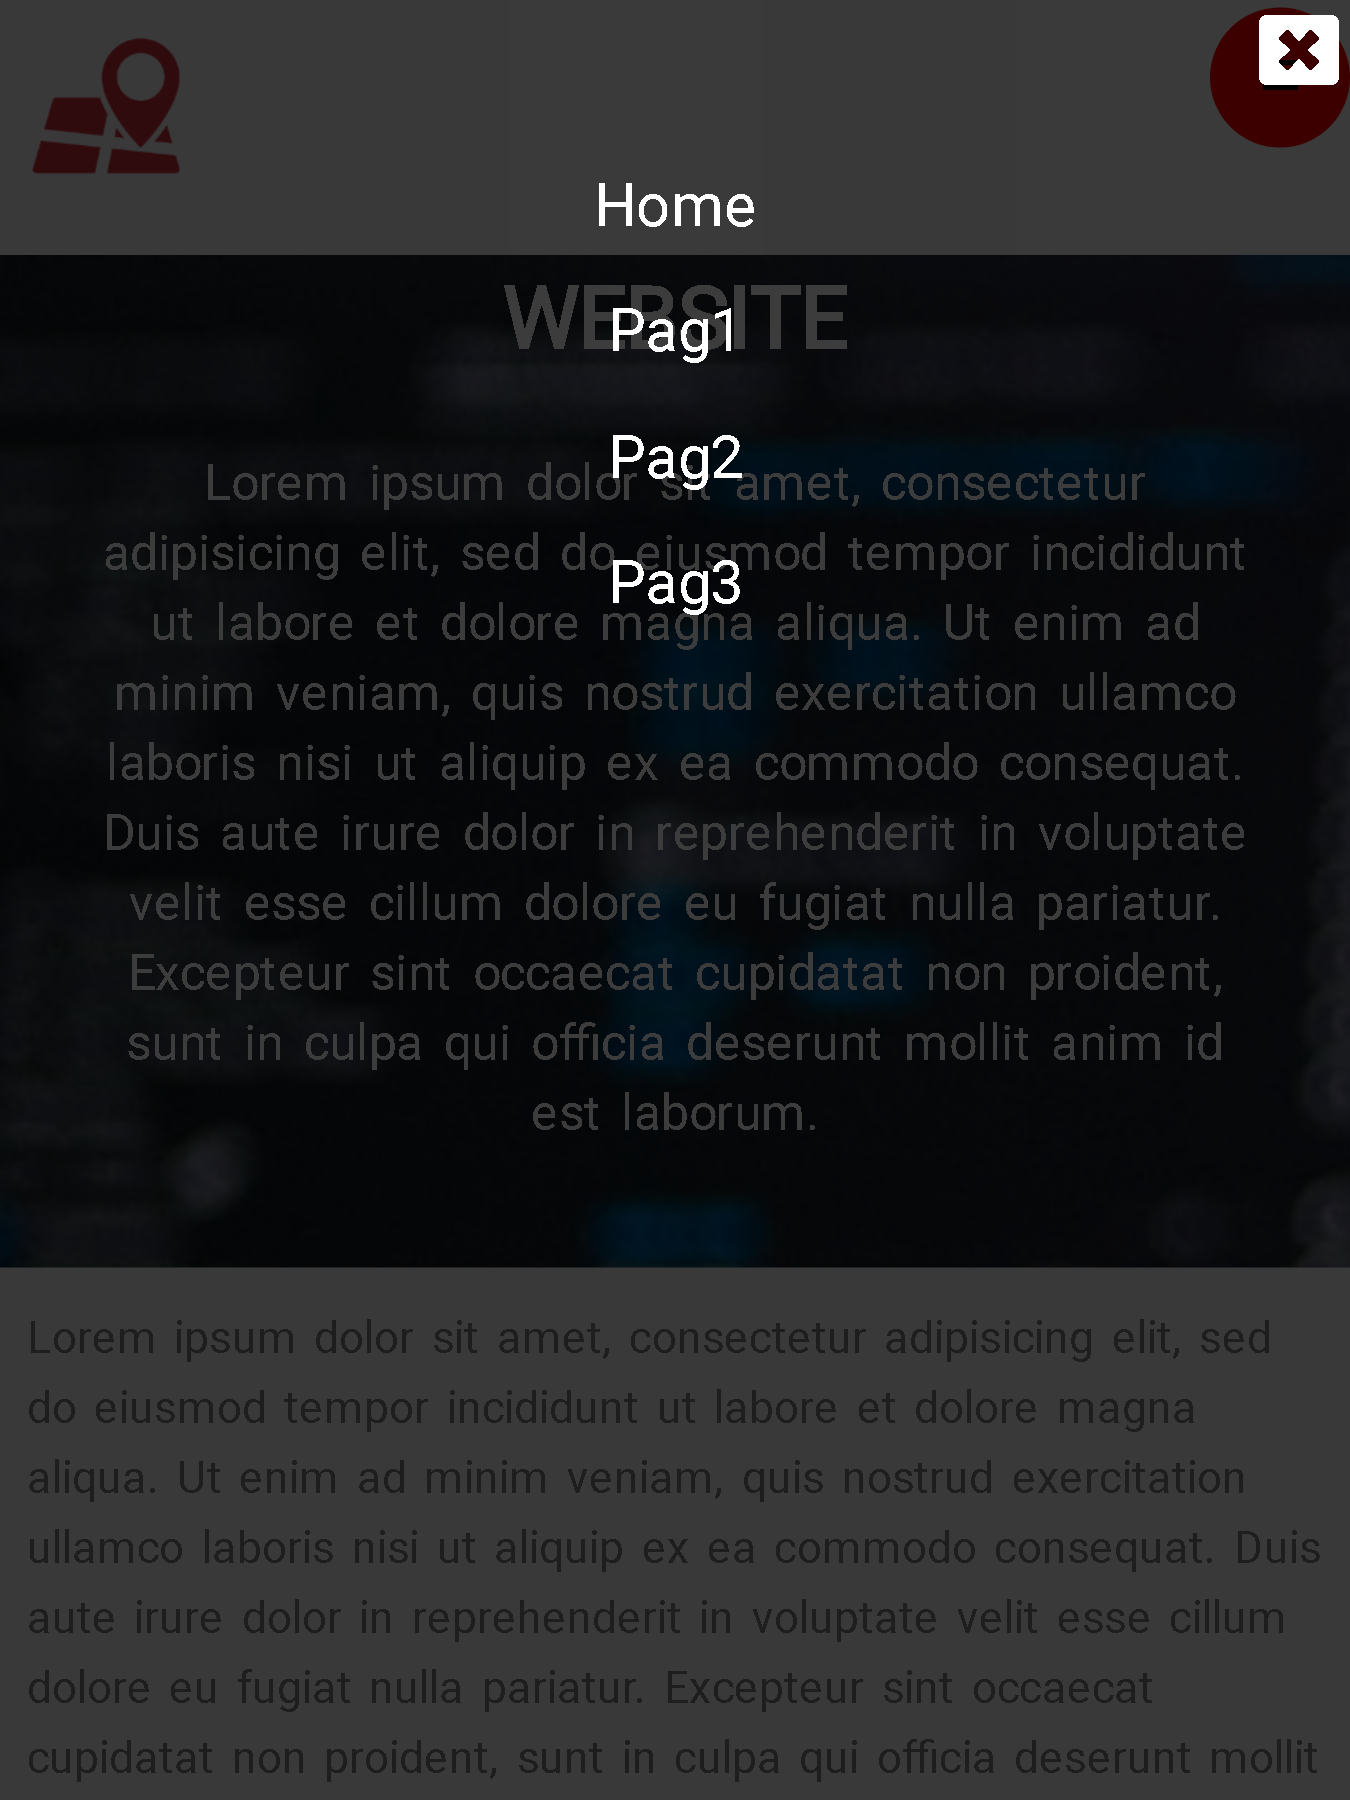 Home
WEBSITE
Pag1
Pag2
Lorem ipsum dolor sit amet, consectetur
adipisicing elit, sed do eiusmod tempor incididunt
Pag3
ut labore et dolore magna aliqua. Ut enim ad
minim veniam, quis nostrud exercitation ullamco
laboris nisi ut aliquip ex ea commodo consequat.
Duis aute irure dolor in reprehenderit in voluptate
velit esse cillum dolore eu fugiat nulla pariatur.
Excepteur sint occaecat cupidatat non proident,
sunt in culpa qui officia deserunt mollit anim id
est laborum.
Lorem ipsum dolor sit amet, consectetur adipisicing elit, sed
do eiusmod tempor incididunt ut labore et dolore magna
aliqua. Ut enim ad minim veniam, quis nostrud exercitation
ullamco laboris nisi ut aliquip ex ea commodo consequat. Duis
aute irure dolor in reprehenderit in voluptate velit esse cillum
dolore eu fugiat nulla pariatur. Excepteur sint occaecat
cupidatat non proident, sunt in culpa qui officia deserunt mollit